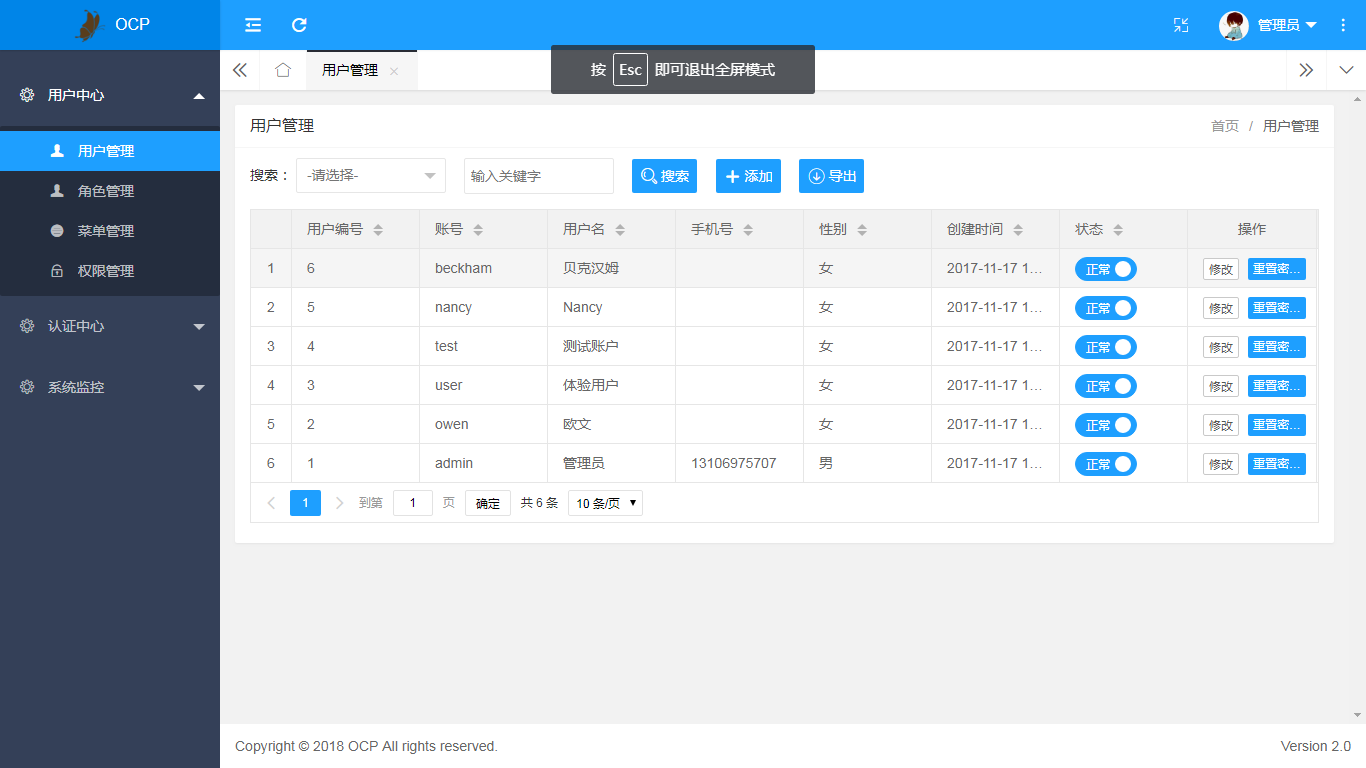 OCP
管理员
用户管理
按 Esc 即可退出全屏模式
用户中心
用户管理
角色管理
菜单管理
权限管理
认证中心
系统监控
用户管理
首页 / 用户管理
搜索： -请选择- 输入关键字 搜索 添加 导出
用户编号 账号 用户名 手机号 性别 创建时间 状态 操作
1 6 beckham 贝克汉姆 女 2017-11-17 1... 正常 修改 重置密...
2 5 nancy Nancy 女 2017-11-17 1... 正常 修改 重置密...
3 4 test 测试账户 女 2017-11-17 1... 正常 修改 重置密...
4 3 user 体验用户 女 2017-11-17 1... 正常 修改 重置密...
5 2 owen 欧文 女 2017-11-17 1... 正常 修改 重置密...
6 1 admin 管理员 13106975707 男 2017-11-17 1... 正常 修改 重置密...
1 到第 1 页 确定 共 6 条 10 条/页
Copyright © 2018 OCP All rights reserved.
Version 2.0